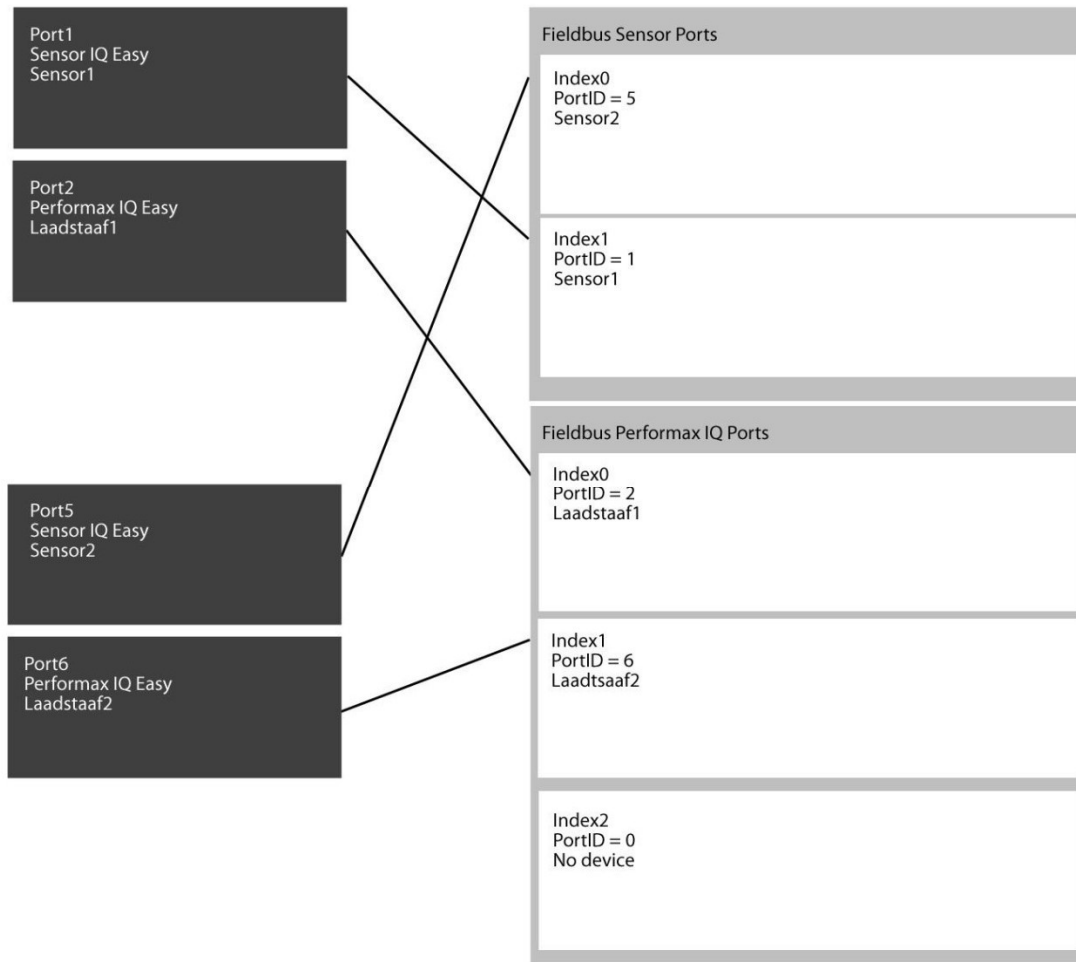 Port1
Sensor IQ Easy
Sensor1
Port2
Performax IQ Easy
Laadstaaf1
Port5
Sensor IQ Easy
Sensor2
Port6
Performax IQ Easy
Laadstaaf2
Fieldbus Sensor Ports
Index0
PortID = 5
Sensor2
Index1
PortID = 1
Sensor1
Fieldbus Performax IQ Ports
Index0
PortID = 2
Laadstaaf1
Index1
PortID = 6
Laadtsaaf2
Index2
PortID = 0
No device